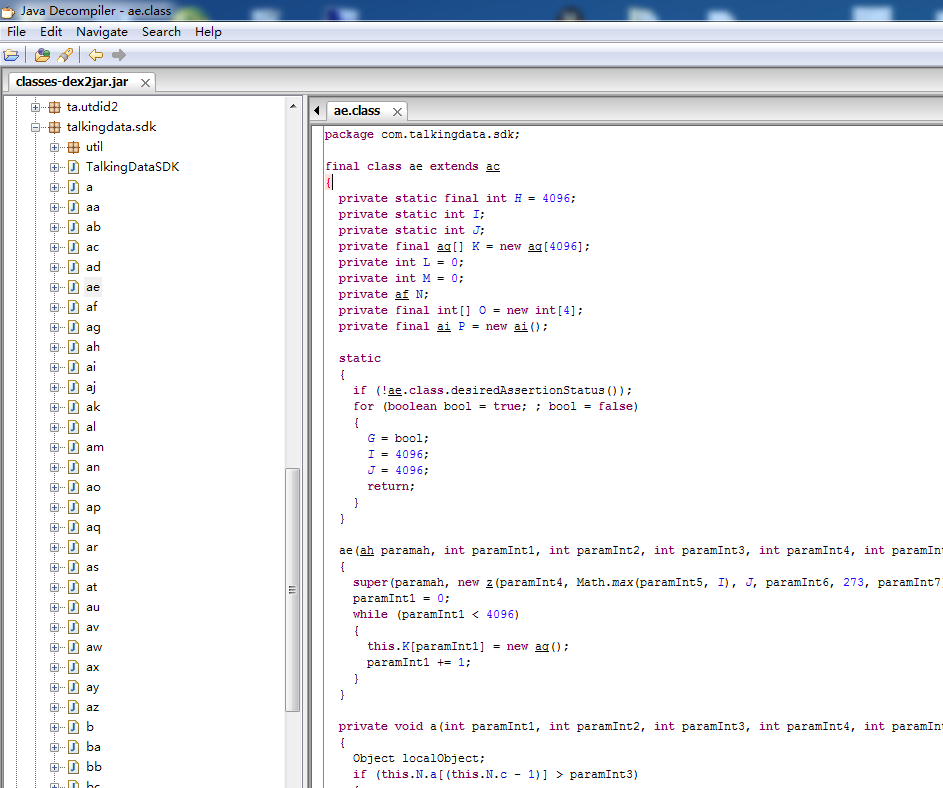 Java Decompiler - ae.class
File Edit Navigate Search Help
classes-dex2jar.jar
ta.utdid2
talkingdata.sdk
util
TalkingDataSDK
a
aa
ab
ac
ad
ae
af
ag
ah
ai
aj
ak
al
am
an
ao
ap
aq
ar
as
at
au
av
aw
ax
ay
az
b
ba
bb
bc
ae.class
package com.talkingdata.sdk;
final class ae extends ac
{
private static final int H = 4096;
private static int I;
private static int J;
private final aq[] K = new aq[4096];
private int L = 0;
private int M = 0;
private af N;
private final int[] O = new int[4];
private final ai P = new ai();
static
{
if (!ae.class.desiredAssertionStatus());
for (boolean bool = true; ; bool = false)
{
G = bool;
I = 4096;
J = 4096;
return;
}
}
ae(ah paramah, int paramInt1, int paramInt2, int paramInt3, int paramInt4, int paramInt
{
super(paramah, new z(paramInt4, Math.max(paramInt5, I), J, paramInt6, 273, paramInt7)
paramInt1 = 0;
while (paramInt1 < 4096)
{
this.K[paramInt1] = new aq();
paramInt1 += 1;
}
}
private void a(int paramInt1, int paramInt2, int paramInt3, int paramInt4, int paramInt
{
Object localObject;
if (this.N.a[(this.N.c - 1)] > paramInt3)
{